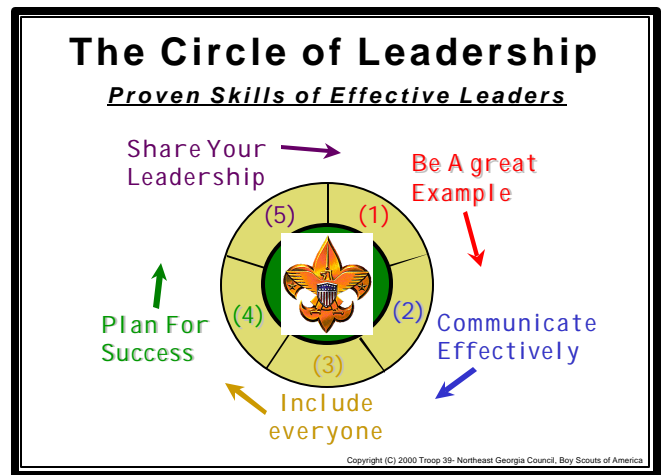 The Circle of Leadership
Proven Skills of Effective Leaders
Share Your
Leadership
Be A great
Example
(5)
(1)
(4)
(2)
Plan For
Success
Communicate
Effectively
(3)
Include
everyone
Copyright (C) 2000 Troop 39- Northeast Georgia Council, Boy Scouts of America